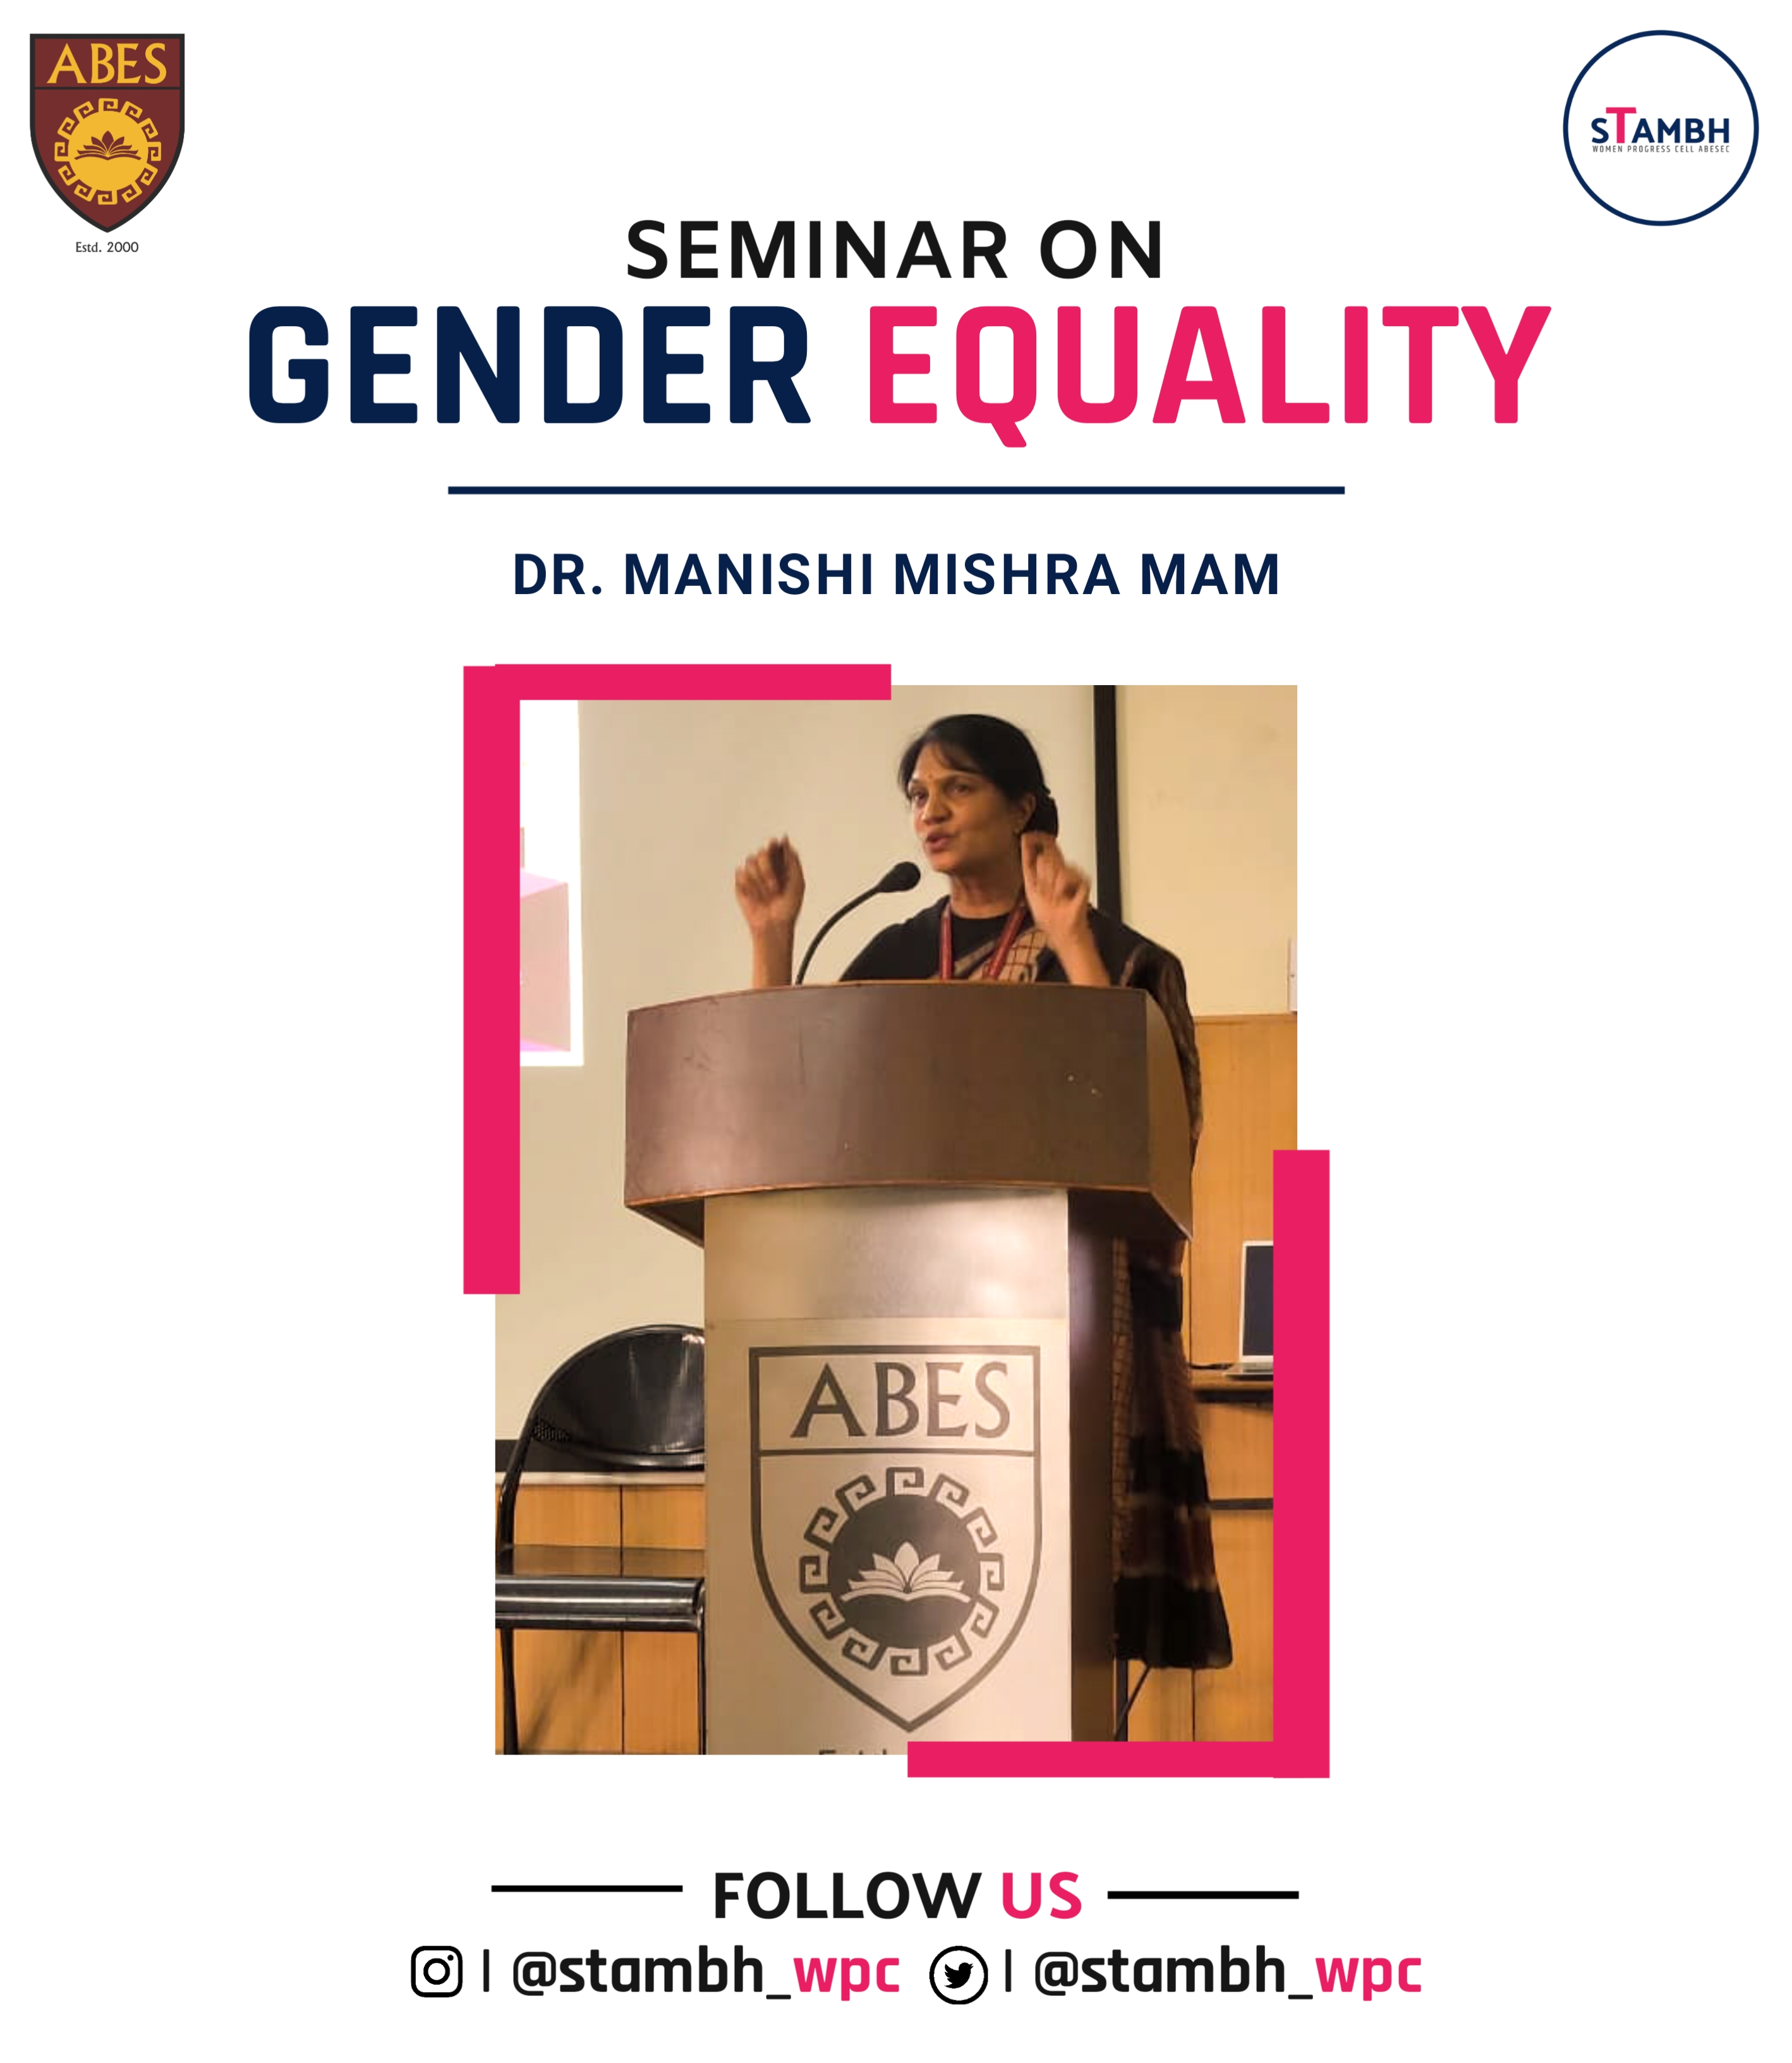 ABES
Estd. 2000
STAMBH
WOMEN PROGRESS CELL ABESEC
SEMINAR ON
GENDER EQUALITY
DR. MANISHI MISHRA MAM
ABES
FOLLOW US
| @stambh_wpc | @stambh_wpc